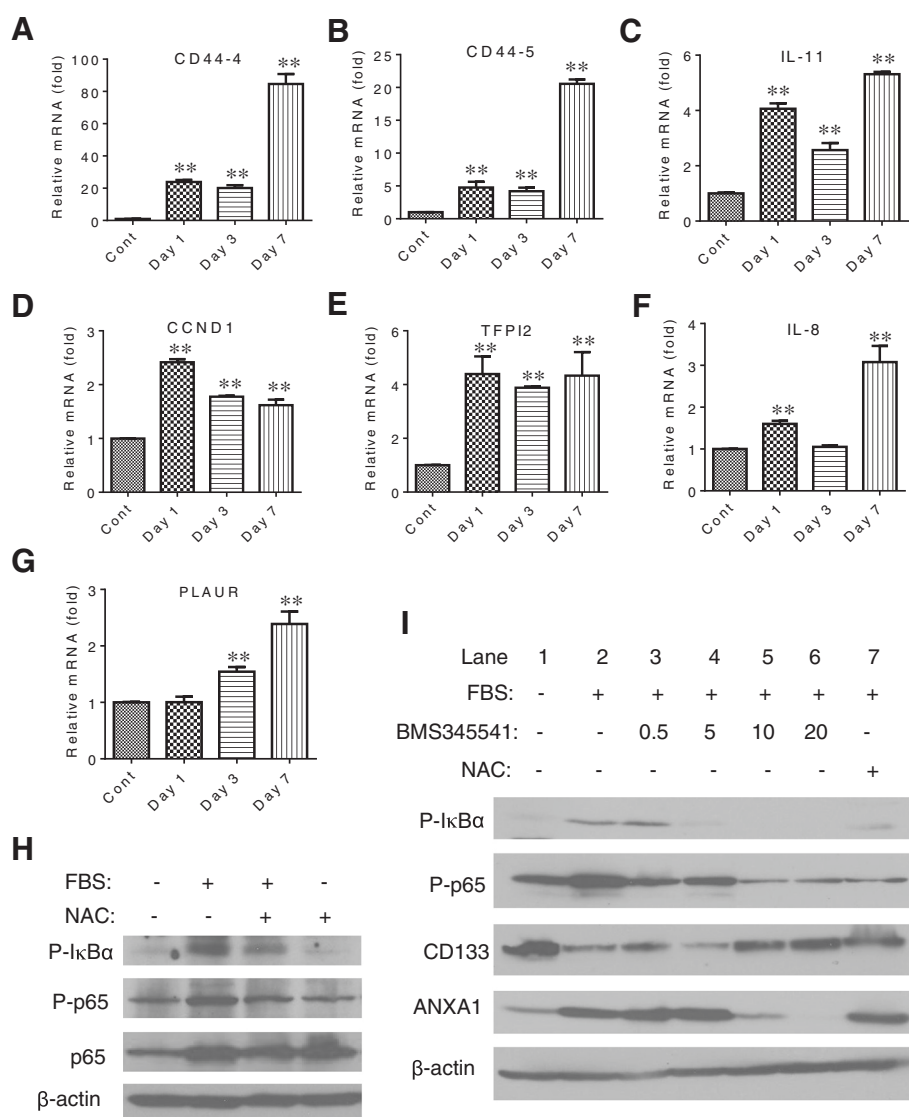 A
CD44-4
Relative mRNA (fold)
100
80
60
40
20
0
**
**
**
Cont
Day 1
Day 3
Day 7
B
CD44-5
Relative mRNA (fold)
25
20
15
10
5
0
**
**
**
Cont
Day 1
Day 3
Day 7
C
IL-11
Relative mRNA (fold)
6
4
2
0
**
**
**
Cont
Day 1
Day 3
Day 7
D
CCND1
Relative mRNA (fold)
3
2
1
0
**
**
**
Cont
Day 1
Day 3
Day 7
E
TFPI2
Relative mRNA (fold)
6
4
2
0
**
**
**
Cont
Day 1
Day 3
Day 7
F
IL-8
Relative mRNA (fold)
4
3
2
1
0
**
**
Cont
Day 1
Day 3
Day 7
G
PLAUR
Relative mRNA (fold)
3
2
1
0
**
**
Cont
Day 1
Day 3
Day 7
H
FBS: - + + -
NAC: - - + +
P-IκBα
P-p65
p65
β-actin
I
Lane 1 2 3 4 5 6 7
FBS: - + + + + + +
BMS345541: - - 0.5 5 10 20 -
NAC: - - - - - - +
P-IκBα
P-p65
CD133
ANXA1
β-actin